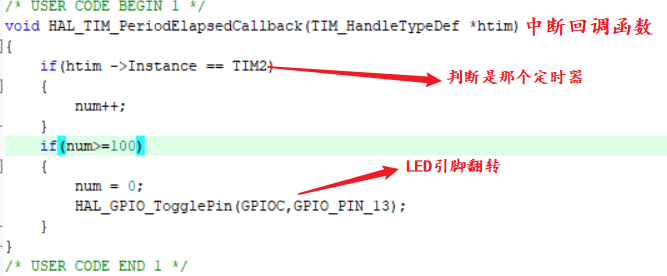 /* USER CODE BEGIN 1 */
void HAL_TIM_PeriodElapsedCallback(TIM_HandleTypeDef *htim) 中断回调函数
{
if(htim ->Instance == TIM2)
判断是那个定时器
{
num++;
}
if(num>=100)
{
LED引脚翻转
num = 0;
HAL_GPIO_TogglePin(GPIOC,GPIO_PIN_13);
}
}
/* USER CODE END 1 */